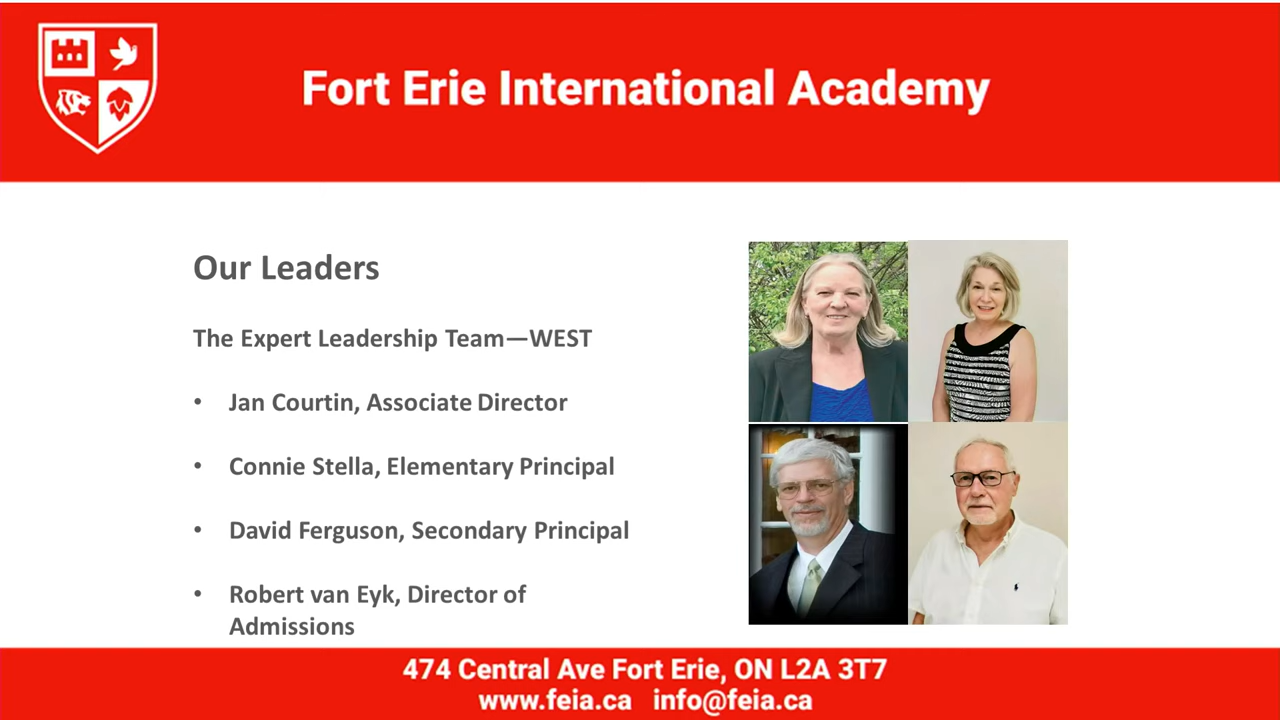 Fort Erie International Academy
Our Leaders
The Expert Leadership Team—WEST
• Jan Courtin, Associate Director
• Connie Stella, Elementary Principal
• David Ferguson, Secondary Principal
• Robert van Eyk, Director of
Admissions
474 Central Ave Fort Erie, ON L2A 3T7
www.feia.ca info@feia.ca